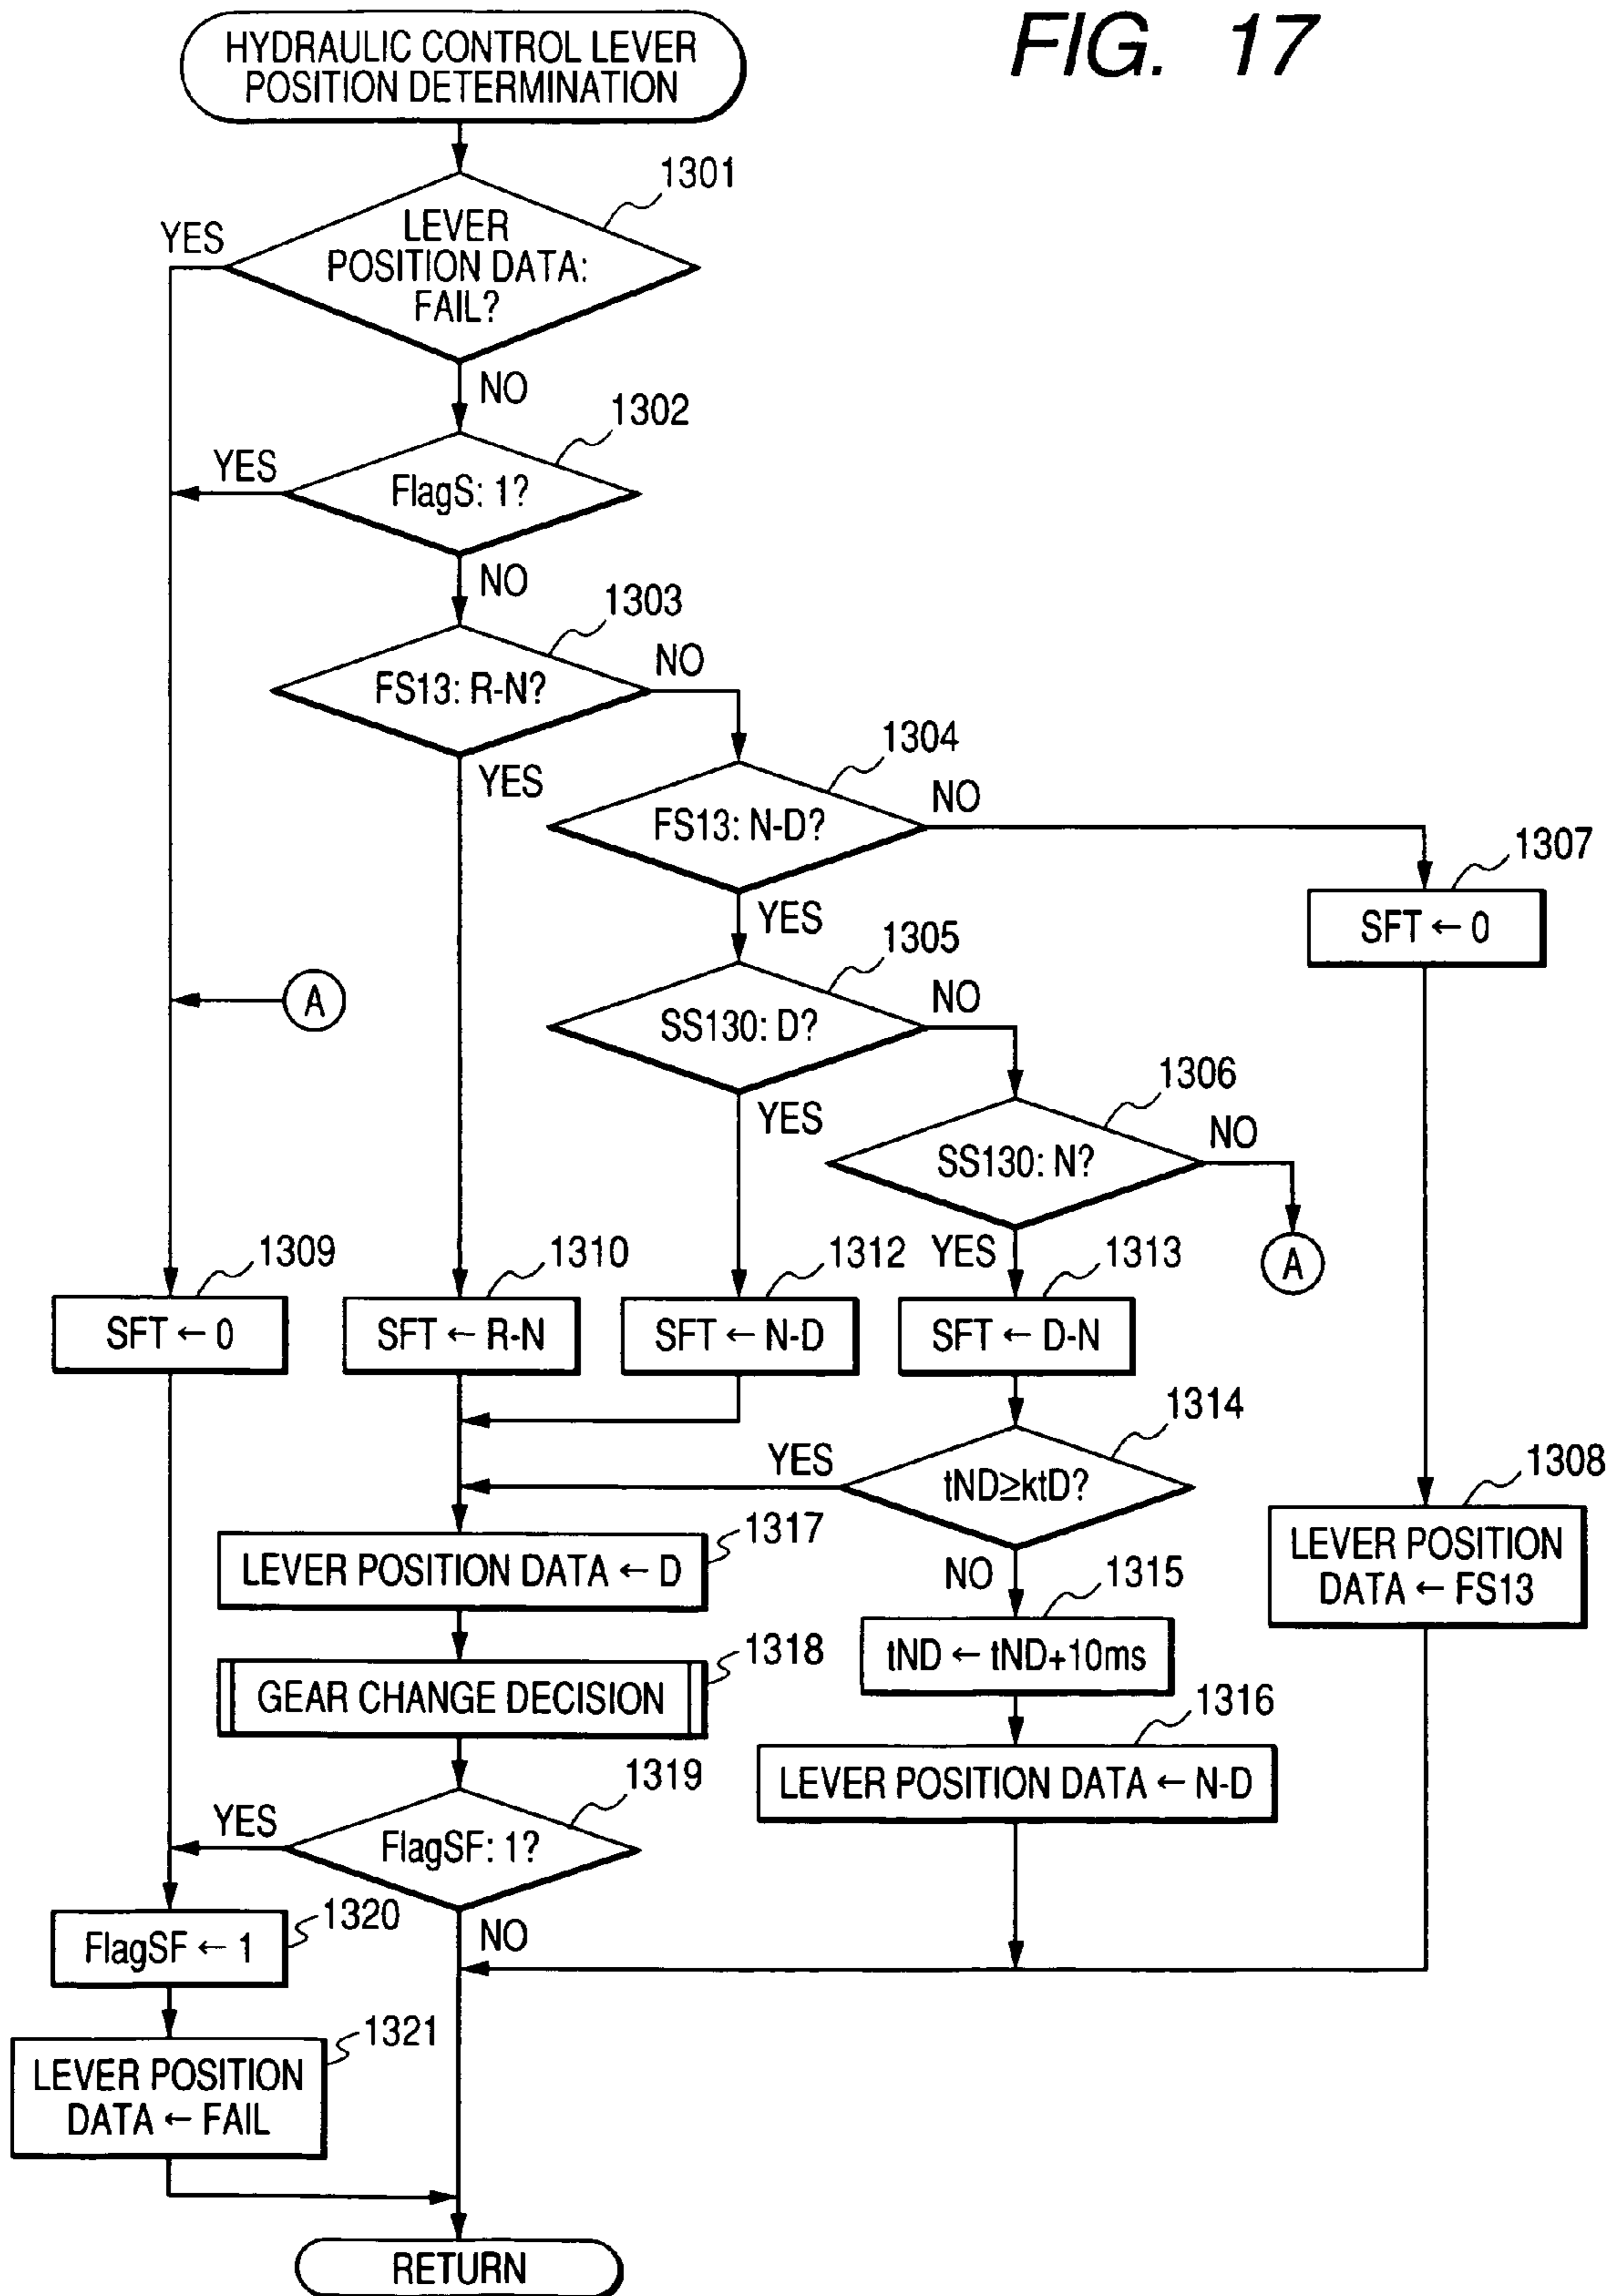 FIG. 17
HYDRAULIC CONTROL LEVER
POSITION DETERMINATION
1301
LEVER
POSITION DATA:
FAIL?
YES
NO
1302
FlagS: 1?
YES
NO
1303
FS13: R-N?
NO
YES
1304
FS13: N-D?
NO
YES
1307
SFT ← 0
1305
SS130: D?
NO
YES
A
1306
SS130: N?
NO
YES
A
1309
SFT ← 0
1310
SFT ← R-N
1312
SFT ← N-D
1313
SFT ← D-N
1314
tND≥ktD?
YES
NO
1308
LEVER POSITION
DATA ← FS13
1317
LEVER POSITION DATA ← D
1315
tND ← tND+10ms
1318
GEAR CHANGE DECISION
1316
LEVER POSITION DATA ← N-D
1319
FlagSF: 1?
YES
NO
1320
FlagSF ← 1
1321
LEVER POSITION
DATA ← FAIL
RETURN